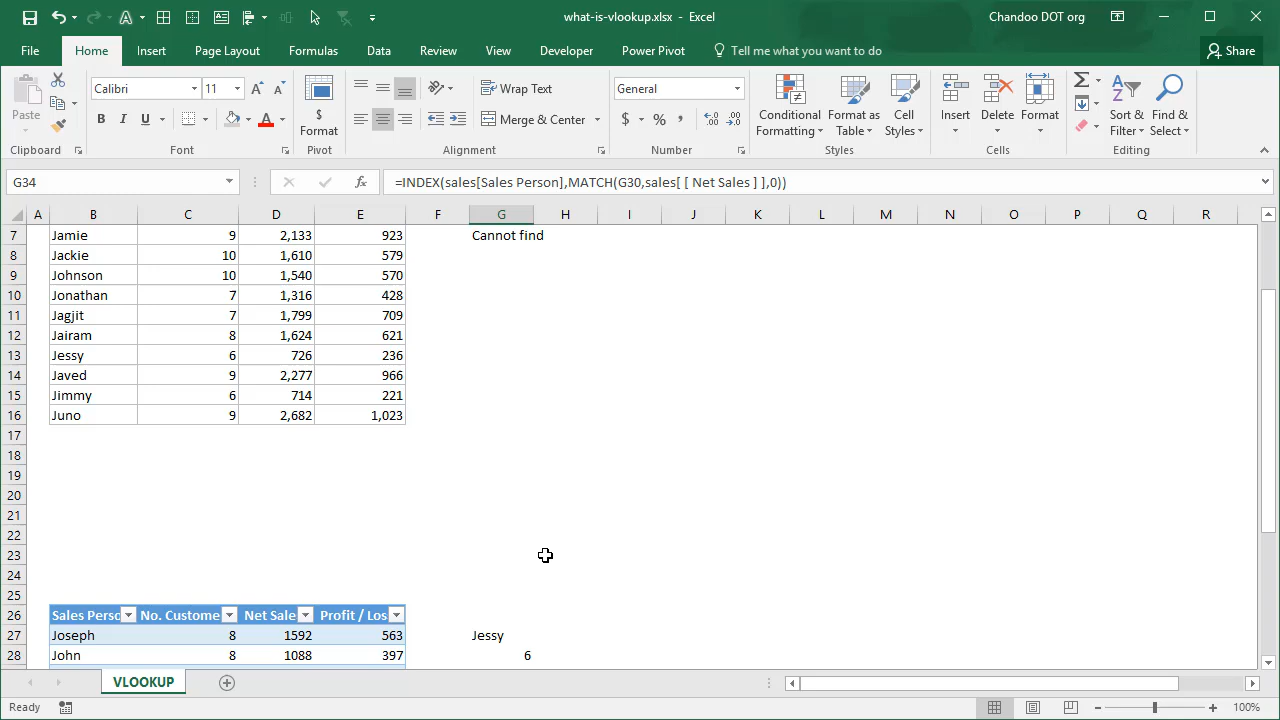 what-is-vlookup.xlsx - Excel
Chandoo DOT org
File Home Insert Page Layout Formulas Data Review View Developer Power Pivot Tell me what you want to do Share
Paste
Calibri 11
B I U A
Format
Wrap Text
Merge & Center
General
$ % ,
Conditional Formatting
Format as Table
Cell Styles
Insert Delete Format
Sort & Filter
Find & Select
Clipboard Font Pivot Alignment Number Styles Cells Editing
G34 fx =INDEX(sales[Sales Person],MATCH(G30,sales[ [ Net Sales ] ],0))
A B C D E F G H I J K L M N O P Q R
7 Jamie 9 2,133 923 Cannot find
8 Jackie 10 1,610 579
9 Johnson 10 1,540 570
10 Jonathan 7 1,316 428
11 Jagjit 7 1,799 709
12 Jairam 8 1,624 621
13 Jessy 6 726 236
14 Javed 9 2,277 966
15 Jimmy 6 714 221
16 Juno 9 2,682 1,023
17
18
19
20
21
22
23
24
25
26 Sales Perso No. Custome Net Sale Profit / Los
27 Joseph 8 1592 563 Jessy
28 John 8 1088 397 6
VLOOKUP
Ready 100%